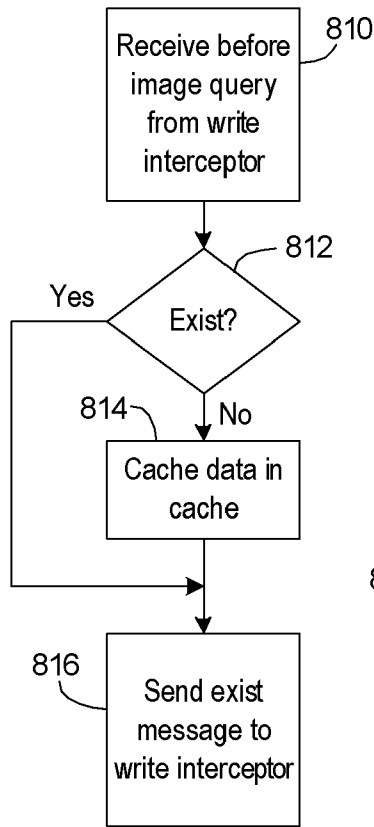 Receive before
image query
from write
interceptor
810
812
Yes
Exist?
814
No
Cache data in
cache
816
Send exist
message to
write interceptor